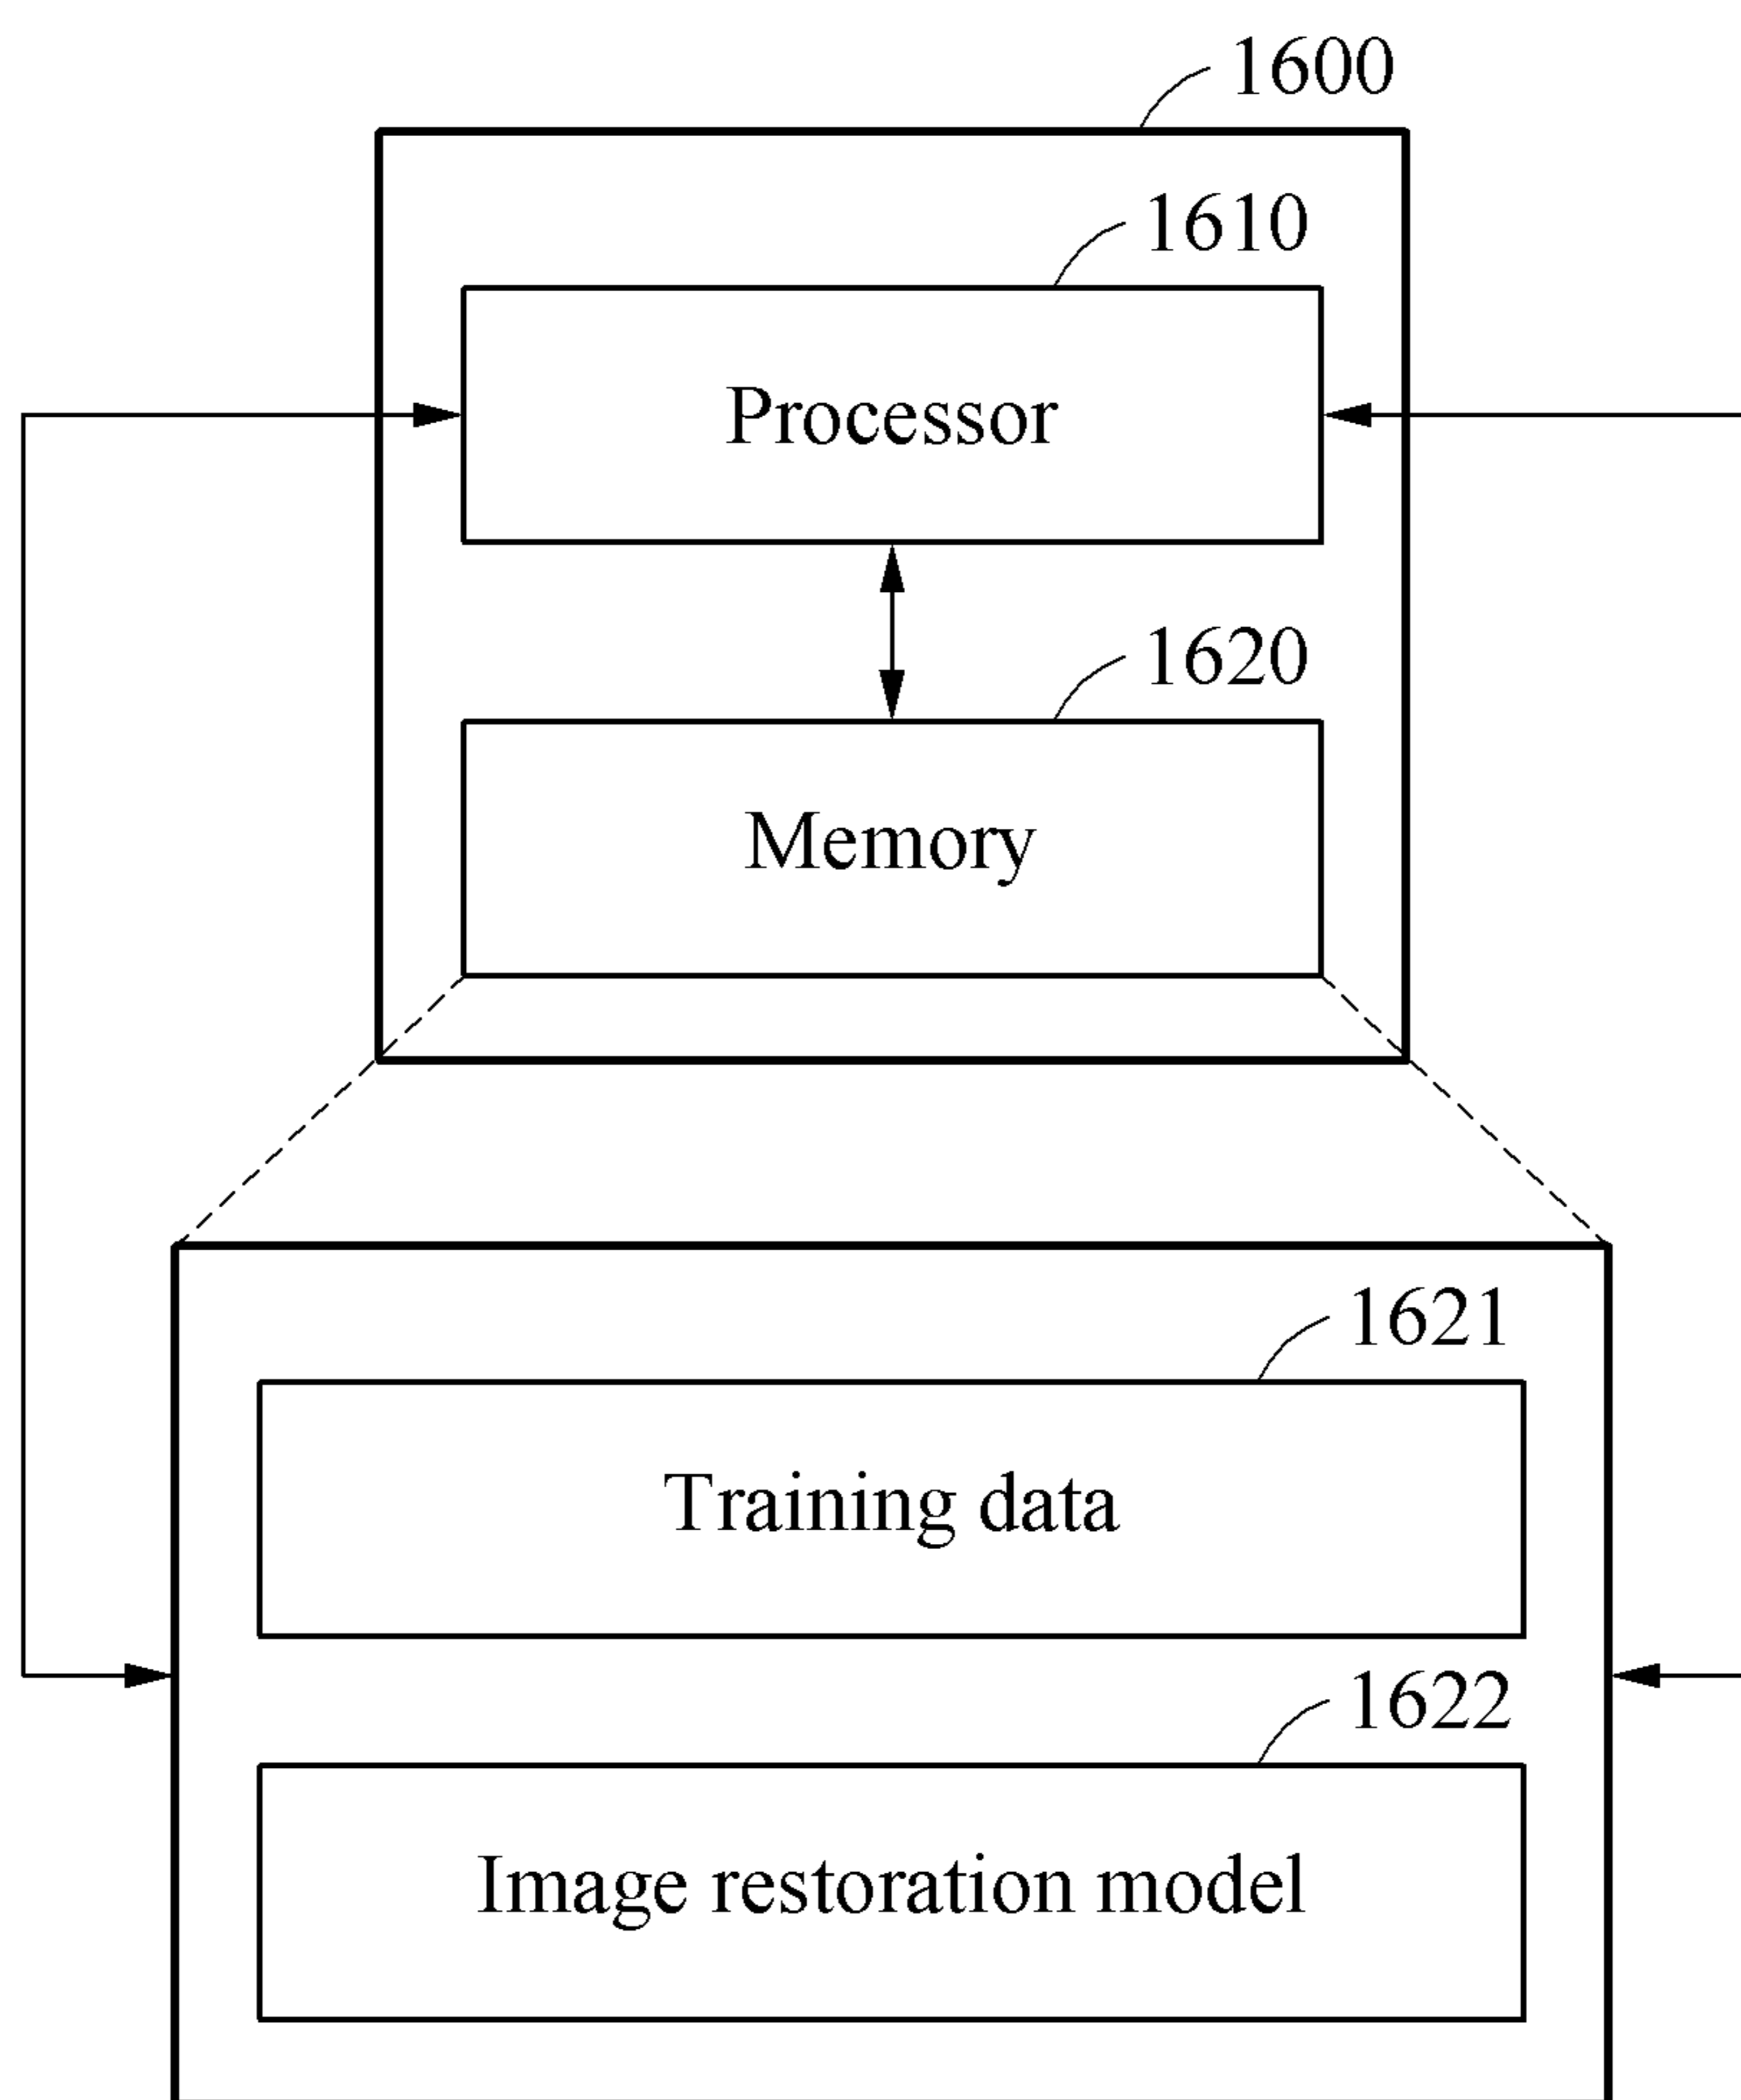 1600
1610
Processor
1620
Memory
1621
Training data
1622
Image restoration model